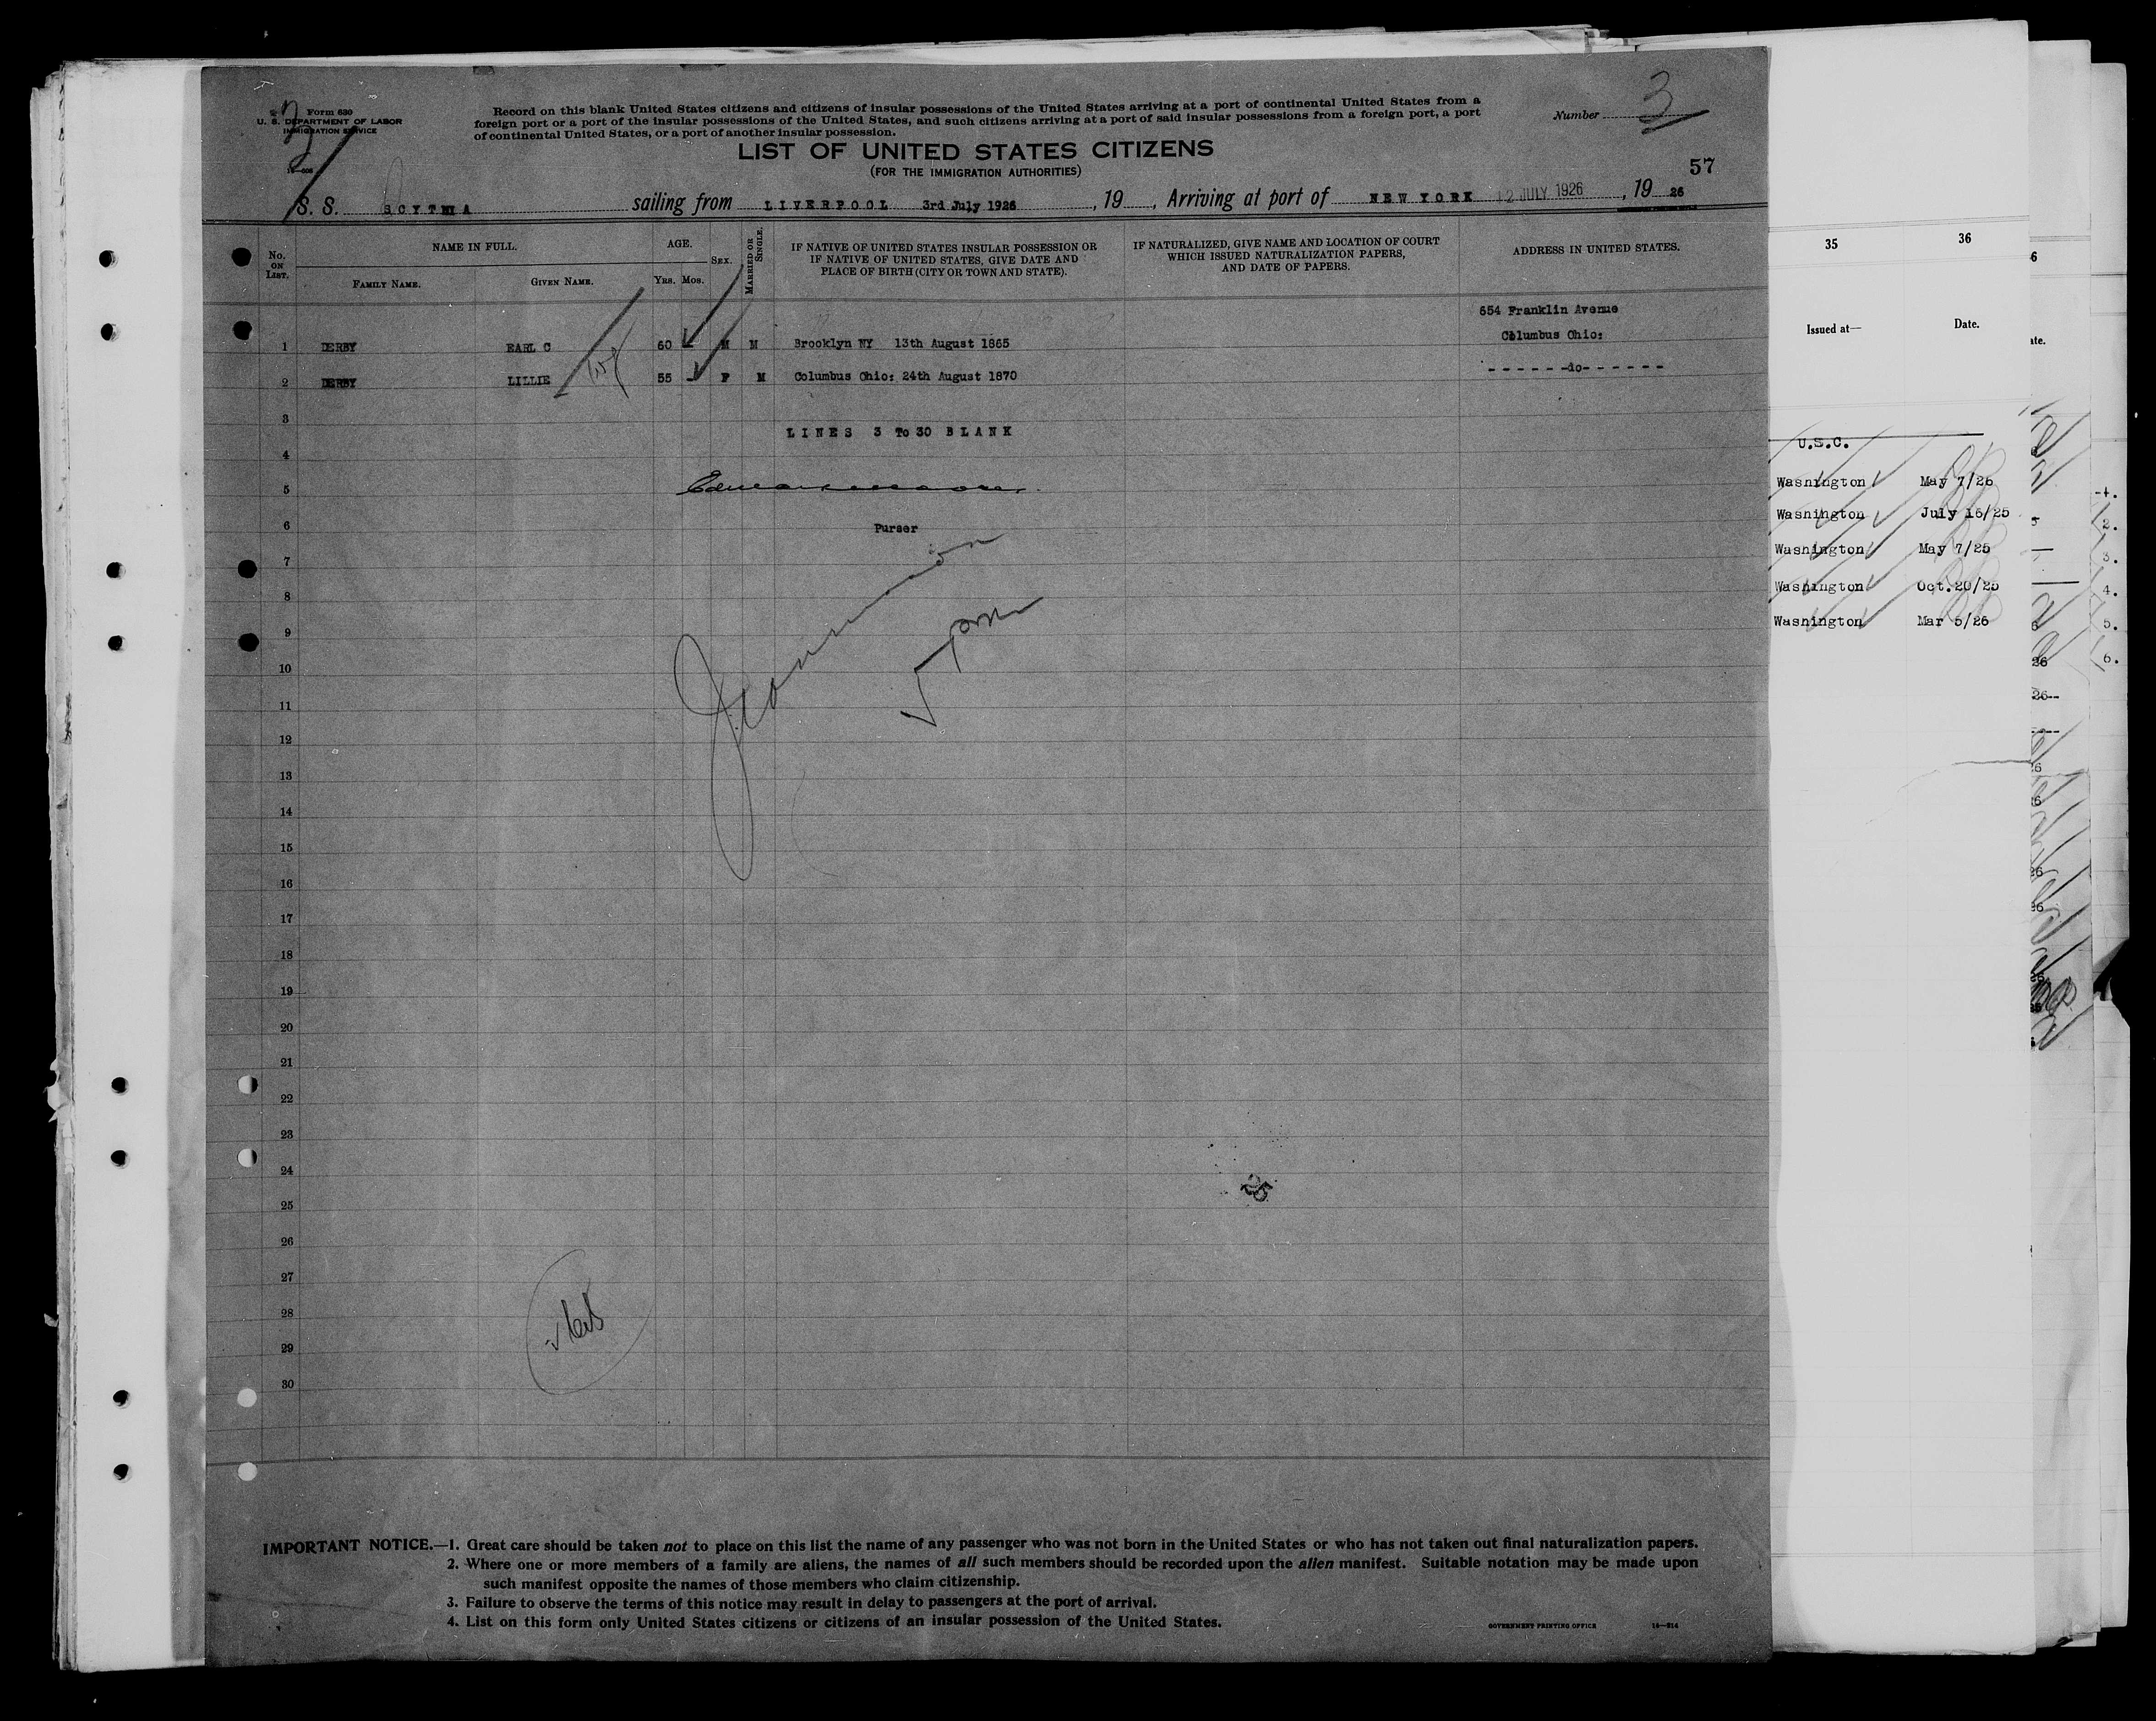 Form 630
U. S. DEPARTMENT OF LABOR
IMMIGRATION SERVICE
Record on this blank United States citizens and citizens of insular possessions of the United States arriving at a port of continental United States from a
foreign port or a port of the insular possessions of the United States, and such citizens arriving at a port of said insular possessions from a foreign port, a port
of continental United States, or a port of another insular possession.
Number 3
LIST OF UNITED STATES CITIZENS
(FOR THE IMMIGRATION AUTHORITIES)
57
S. S. SCYTHIA sailing from LIVERPOOL 3rd July 1926, 19 , Arriving at port of NEW YORK 12 JULY 1926, 19 26
No. ON LIST.
NAME IN FULL.
FAMILY NAME. GIVEN NAME.
AGE.
YRS. MOS.
SEX.
MARRIED OR SINGLE.
IF NATIVE OF UNITED STATES INSULAR POSSESSION OR
IF NATIVE OF UNITED STATES, GIVE DATE AND
PLACE OF BIRTH (CITY OR TOWN AND STATE).
IF NATURALIZED, GIVE NAME AND LOCATION OF COURT
WHICH ISSUED NATURALIZATION PAPERS,
AND DATE OF PAPERS.
ADDRESS IN UNITED STATES.
654 Franklin Avenue
Columbus Ohio:
1 DERBY EARL C 60 - M M Brooklyn NY 13th August 1865
2 DERBY LILLIE 55 - F M Columbus Ohio: 24th August 1870 - - - - - -do- - - - - -
3
LINES 3 To 30 BLANK
4
5
6 Purser
7
8
9
10
11
12
13
14
15
16
17
18
19
20
21
22
23
24
25
26
27
28
29
30
IMPORTANT NOTICE.—1. Great care should be taken not to place on this list the name of any passenger who was not born in the United States or who has not taken out final naturalization papers.
2. Where one or more members of a family are aliens, the names of all such members should be recorded upon the alien manifest. Suitable notation may be made upon
such manifest opposite the names of those members who claim citizenship.
3. Failure to observe the terms of this notice may result in delay to passengers at the port of arrival.
4. List on this form only United States citizens or citizens of an insular possession of the United States.
GOVERNMENT PRINTING OFFICE
35 36
Issued at— Date.
U.S.C.
Washington May 7/26
Washington July 16/25
Washington May 7/25
Washington Oct.20/25
Washington Mar 5/26